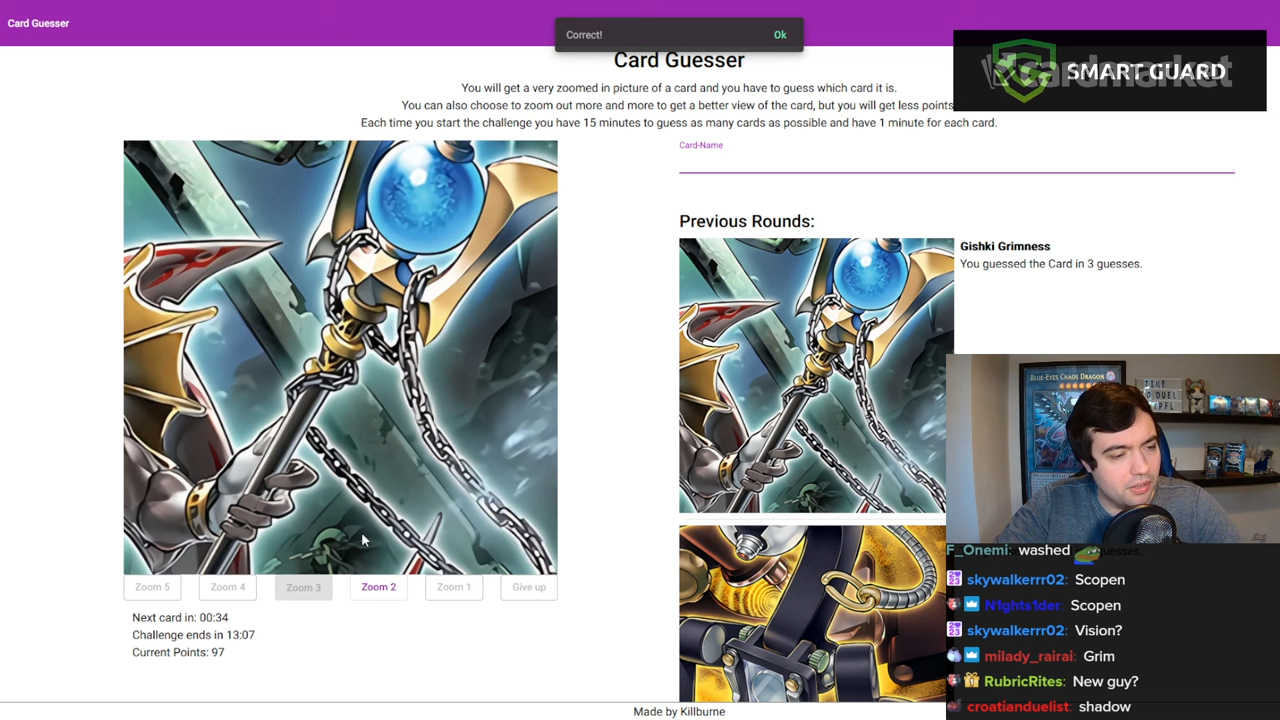 Card Guesser
Correct!
Ok
SMART GUARD
cardmarket
Card Guesser
You will get a very zoomed in picture of a card and you have to guess which card it is.
You can also choose to zoom out more and more to get a better view of the card, but you will get less points
Each time you start the challenge you have 15 minutes to guess as many cards as possible and have 1 minute for each card.
Card-Name
Previous Rounds:
Gishki Grimness
You guessed the Card in 3 guesses.
BLUE-EYES CHAOS DRAGON
TIME
Zoom 5
Zoom 4
Zoom 3
Zoom 2
Zoom 1
Give up
Next card in: 00:34
Challenge ends in 13:07
Current Points: 97
F_Onemi: washed
guesses.
skywalkerrr02: Scopen
N1ghts1der: Scopen
skywalkerrr02: Vision?
milady_rairai: Grim
RubricRites: New guy?
croatianduelist: shadow
Made by Killburne